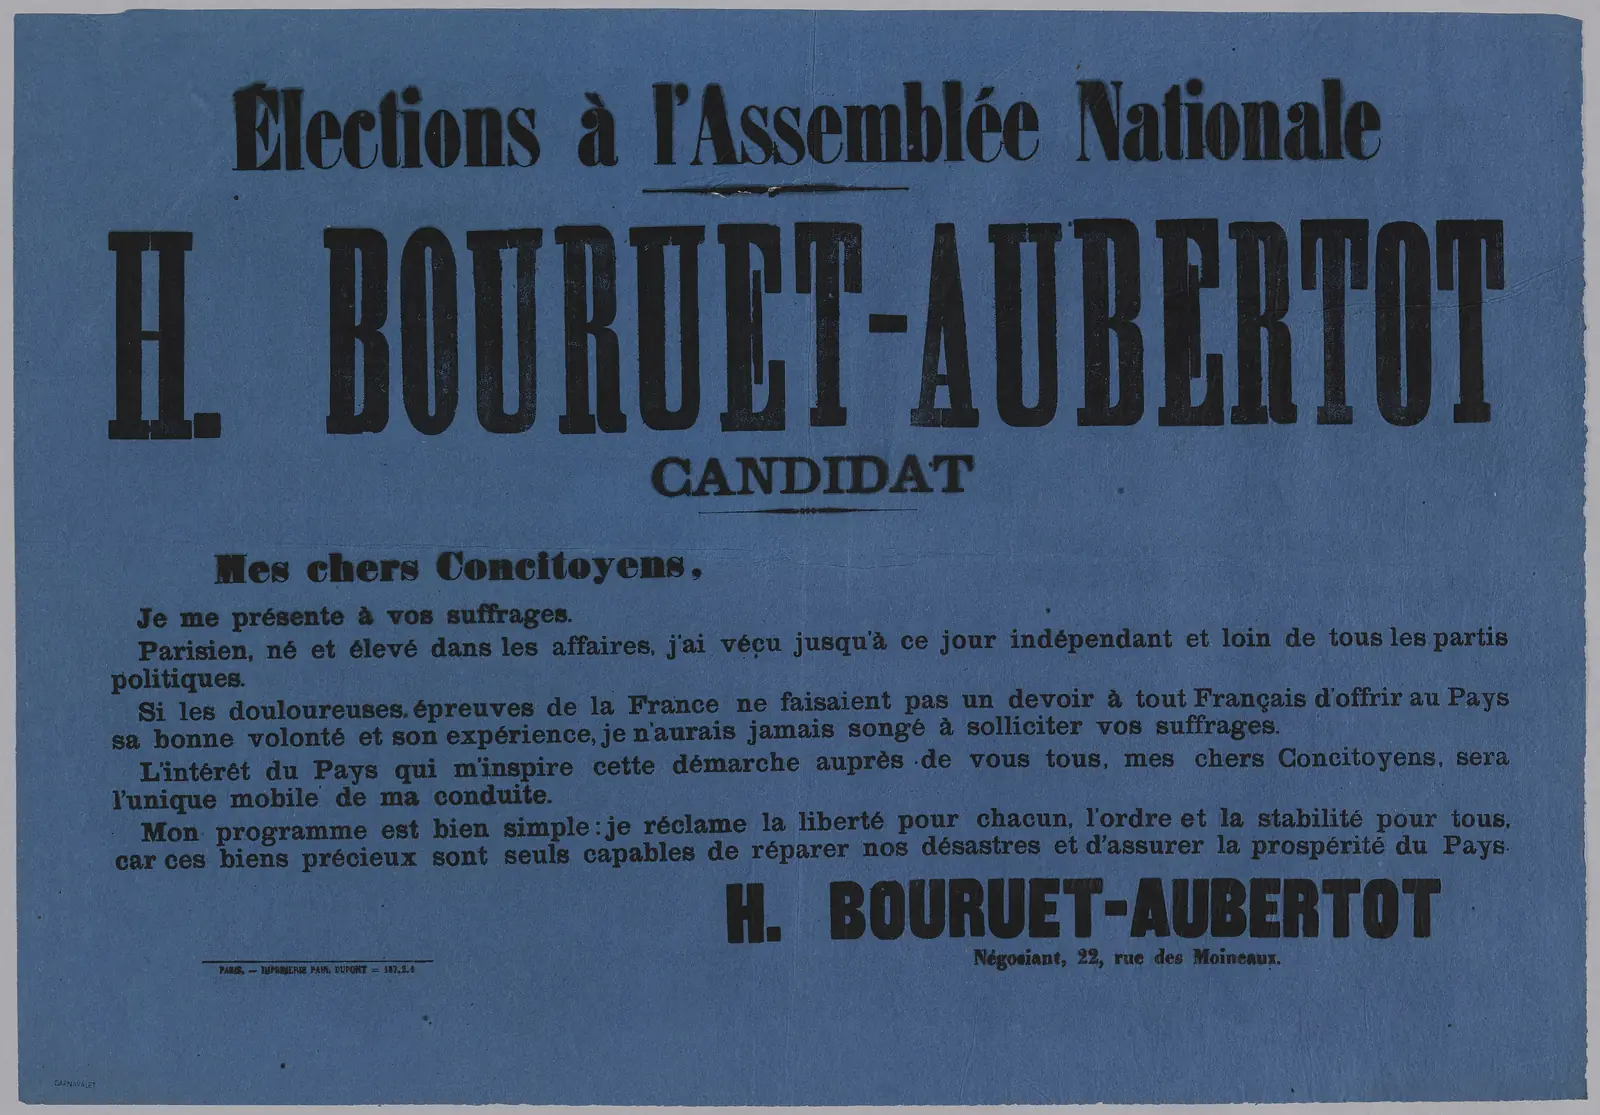 Élections à l'Assemblée Nationale
H. BOURUET-AUBERTOT
CANDIDAT
Mes chers Concitoyens,
Je me présente à vos suffrages.
Parisien, né et élevé dans les affaires, j'ai véçu jusqu'à ce jour indépendant et loin de tous les partis
politiques.
Si les douloureuses épreuves de la France ne faisaient pas un devoir à tout Français d'offrir au Pays
sa bonne volonté et son expérience, je n'aurais jamais songé à solliciter vos suffrages.
L'intérêt du Pays qui m'inspire cette démarche auprès de vous tous, mes chers Concitoyens, sera
l'unique mobile de ma conduite.
Mon programme est bien simple: je réclame la liberté pour chacun, l'ordre et la stabilité pour tous,
car ces biens précieux sont seuls capables de réparer nos désastres et d'assurer la prospérité du Pays.
H. BOURUET-AUBERTOT
Négociant, 22, rue des Moineaux.
PARIS. — IMPRIMERIE PAUL DUPONT =
CARNAVALET